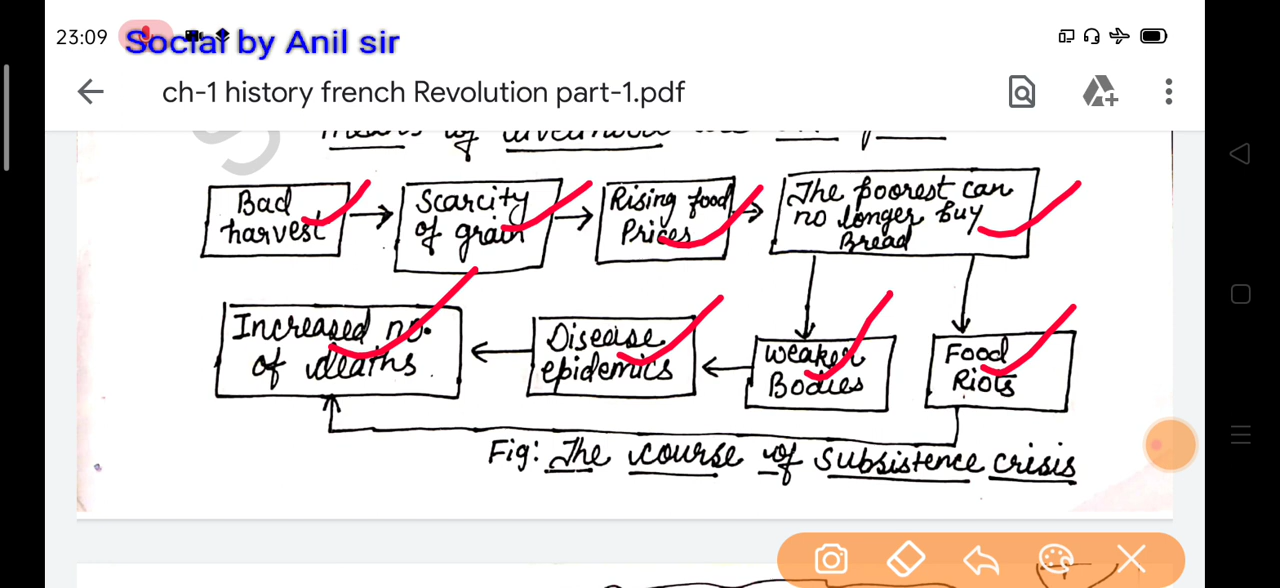 23:09
Social by Anil sir
ch-1 history french Revolution part-1.pdf
Bad
harvest
Scarcity
of grain
Rising food
Prices
The poorest can
no longer buy
Bread
Increased no.
of deaths
Disease
epidemics
Weaker
Bodies
Food
Riots
Fig: The course of subsistence crisis